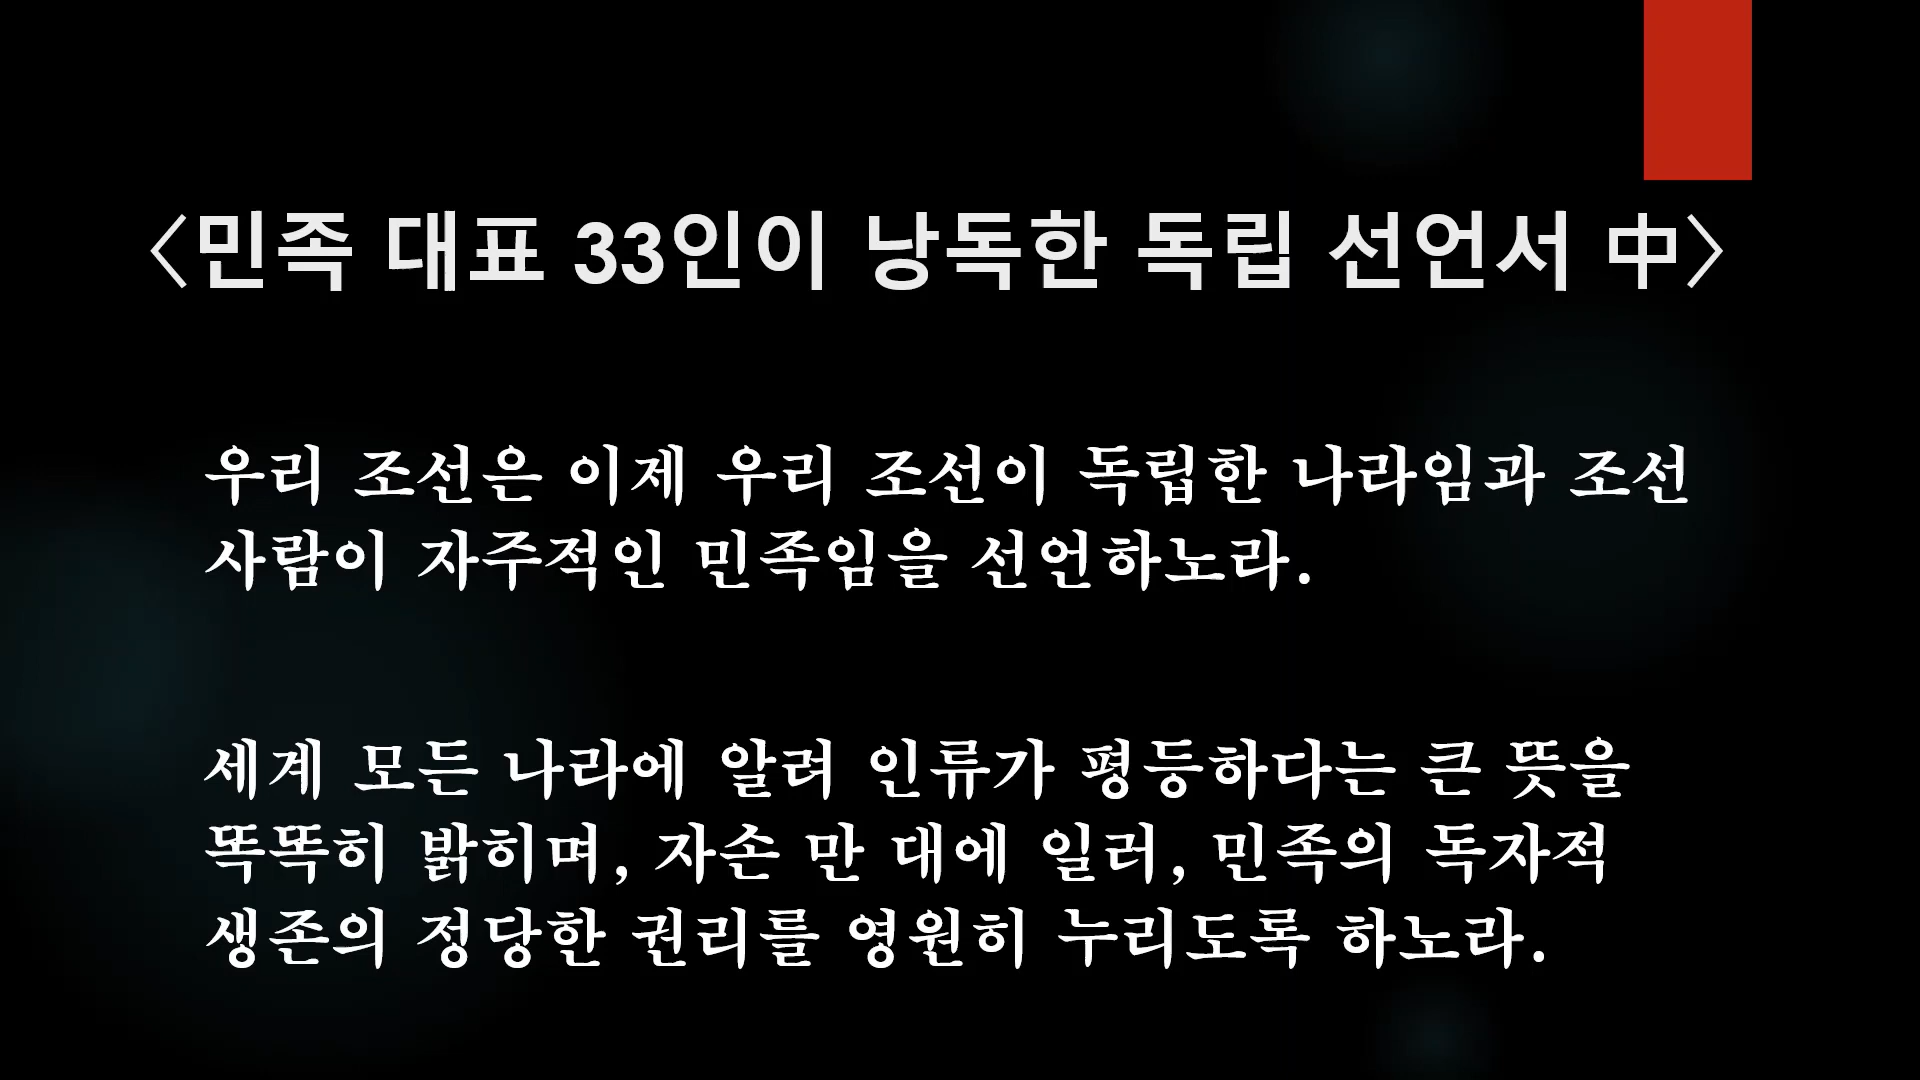 〈민족 대표 33인이 낭독한 독립 선언서 中〉
우리 조선은 이제 우리 조선이 독립한 나라임과 조선
사람이 자주적인 민족임을 선언하노라.
세계 모든 나라에 알려 인류가 평등하다는 큰 뜻을
똑똑히 밝히며, 자손 만 대에 일러, 민족의 독자적
생존의 정당한 권리를 영원히 누리도록 하노라.